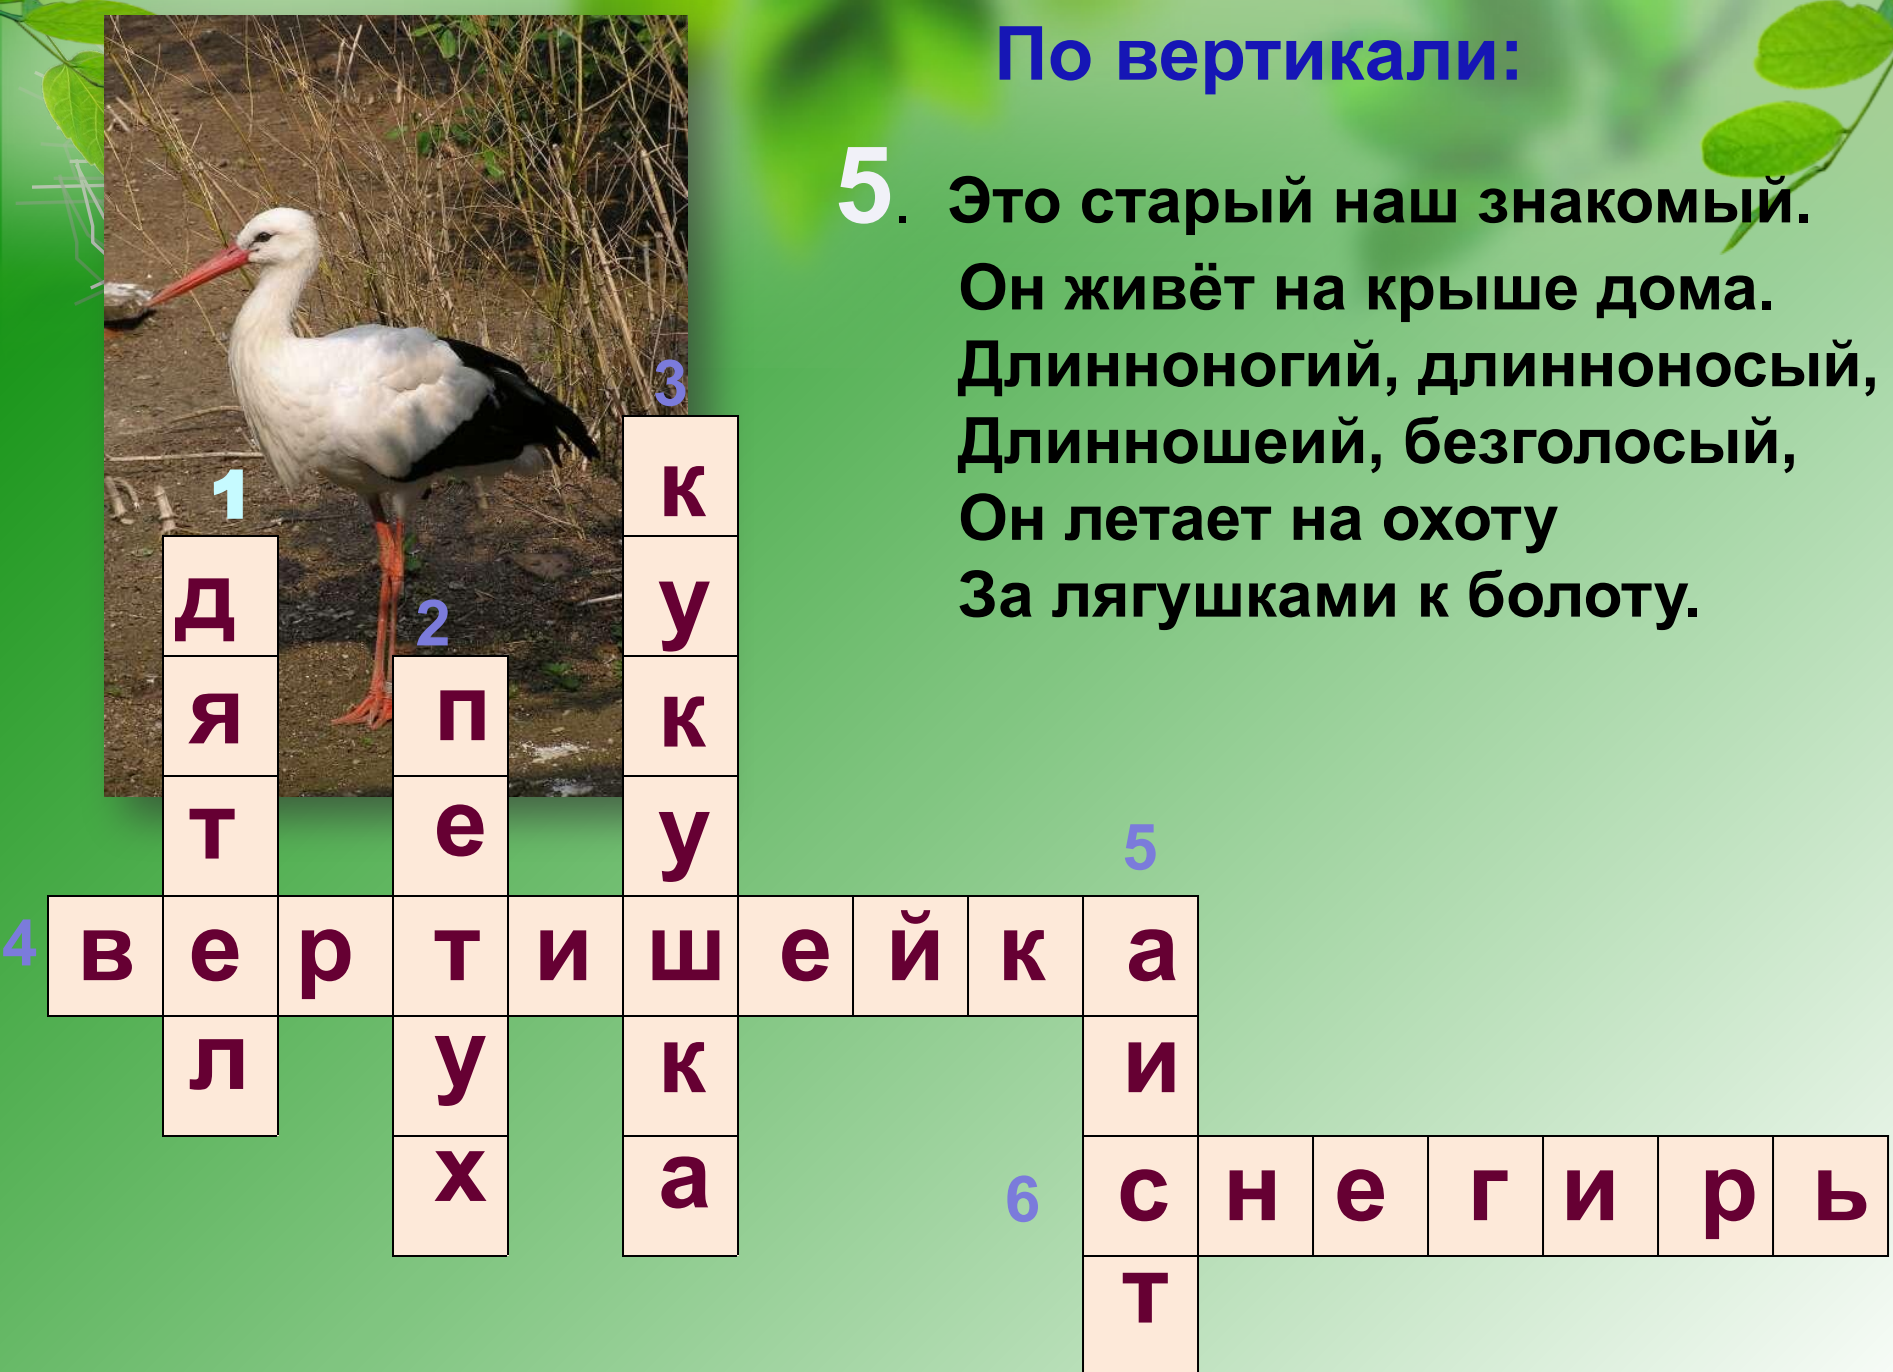 По вертикали:
5. Это старый наш знакомый.
Он живёт на крыше дома.
Длинноногий, длинноносый,
Длинношеий, безголосый,
Он летает на охоту
За лягушками к болоту.
3
к
1
у
д
2
я
п
к
т
е
у
5
4 в е р т и ш е й к а
л
у
к
и
х
а
6 с н е г и р ь
т